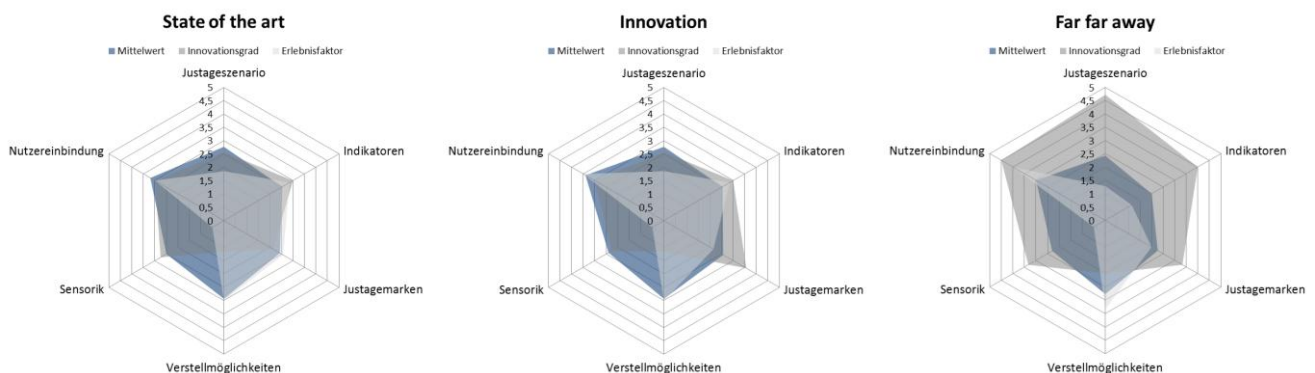 State of the art
Mittelwert Innovationsgrad Erlebnisfaktor
Justageszenario
5
4,5
4
3,5
3
2,5
2
1,5
1
0,5
0
Nutzereinbindung
Indikatoren
Sensorik
Justagemarken
Verstellmöglichkeiten
Innovation
Mittelwert Innovationsgrad Erlebnisfaktor
Justageszenario
5
4,5
4
3,5
3
2,5
2
1,5
1
0,5
0
Nutzereinbindung
Indikatoren
Sensorik
Justagemarken
Verstellmöglichkeiten
Far far away
Mittelwert Innovationsgrad Erlebnisfaktor
Justageszenario
5
4,5
4
3,5
3
2,5
2
1,5
1
0,5
0
Nutzereinbindung
Indikatoren
Sensorik
Justagemarken
Verstellmöglichkeiten